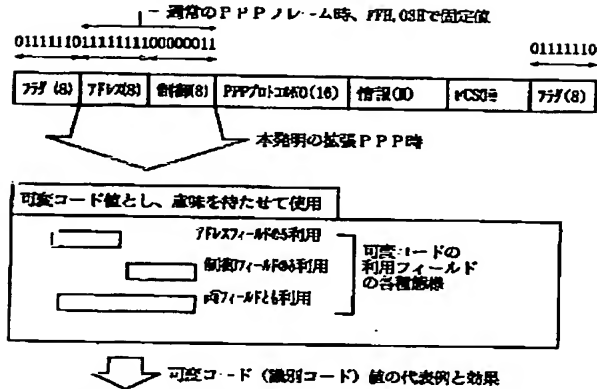 通常のPPPフレーム時、FFH,03Hで固定値
011111101111111100000011 01111110
フラグ(8) アドレス(8) 制御(8) PPPプロトコルID(16) 情報(n) フラグ(8)
本発明の拡張PPP時
可変コード値とし、意味を持たせて使用
アドレスフィールドのみ利用
制御フィールドのみ利用
両フィールドとも利用
可変コードの
利用フィールド
の各種態様
可変コード(識別コード)値の代表例と効果